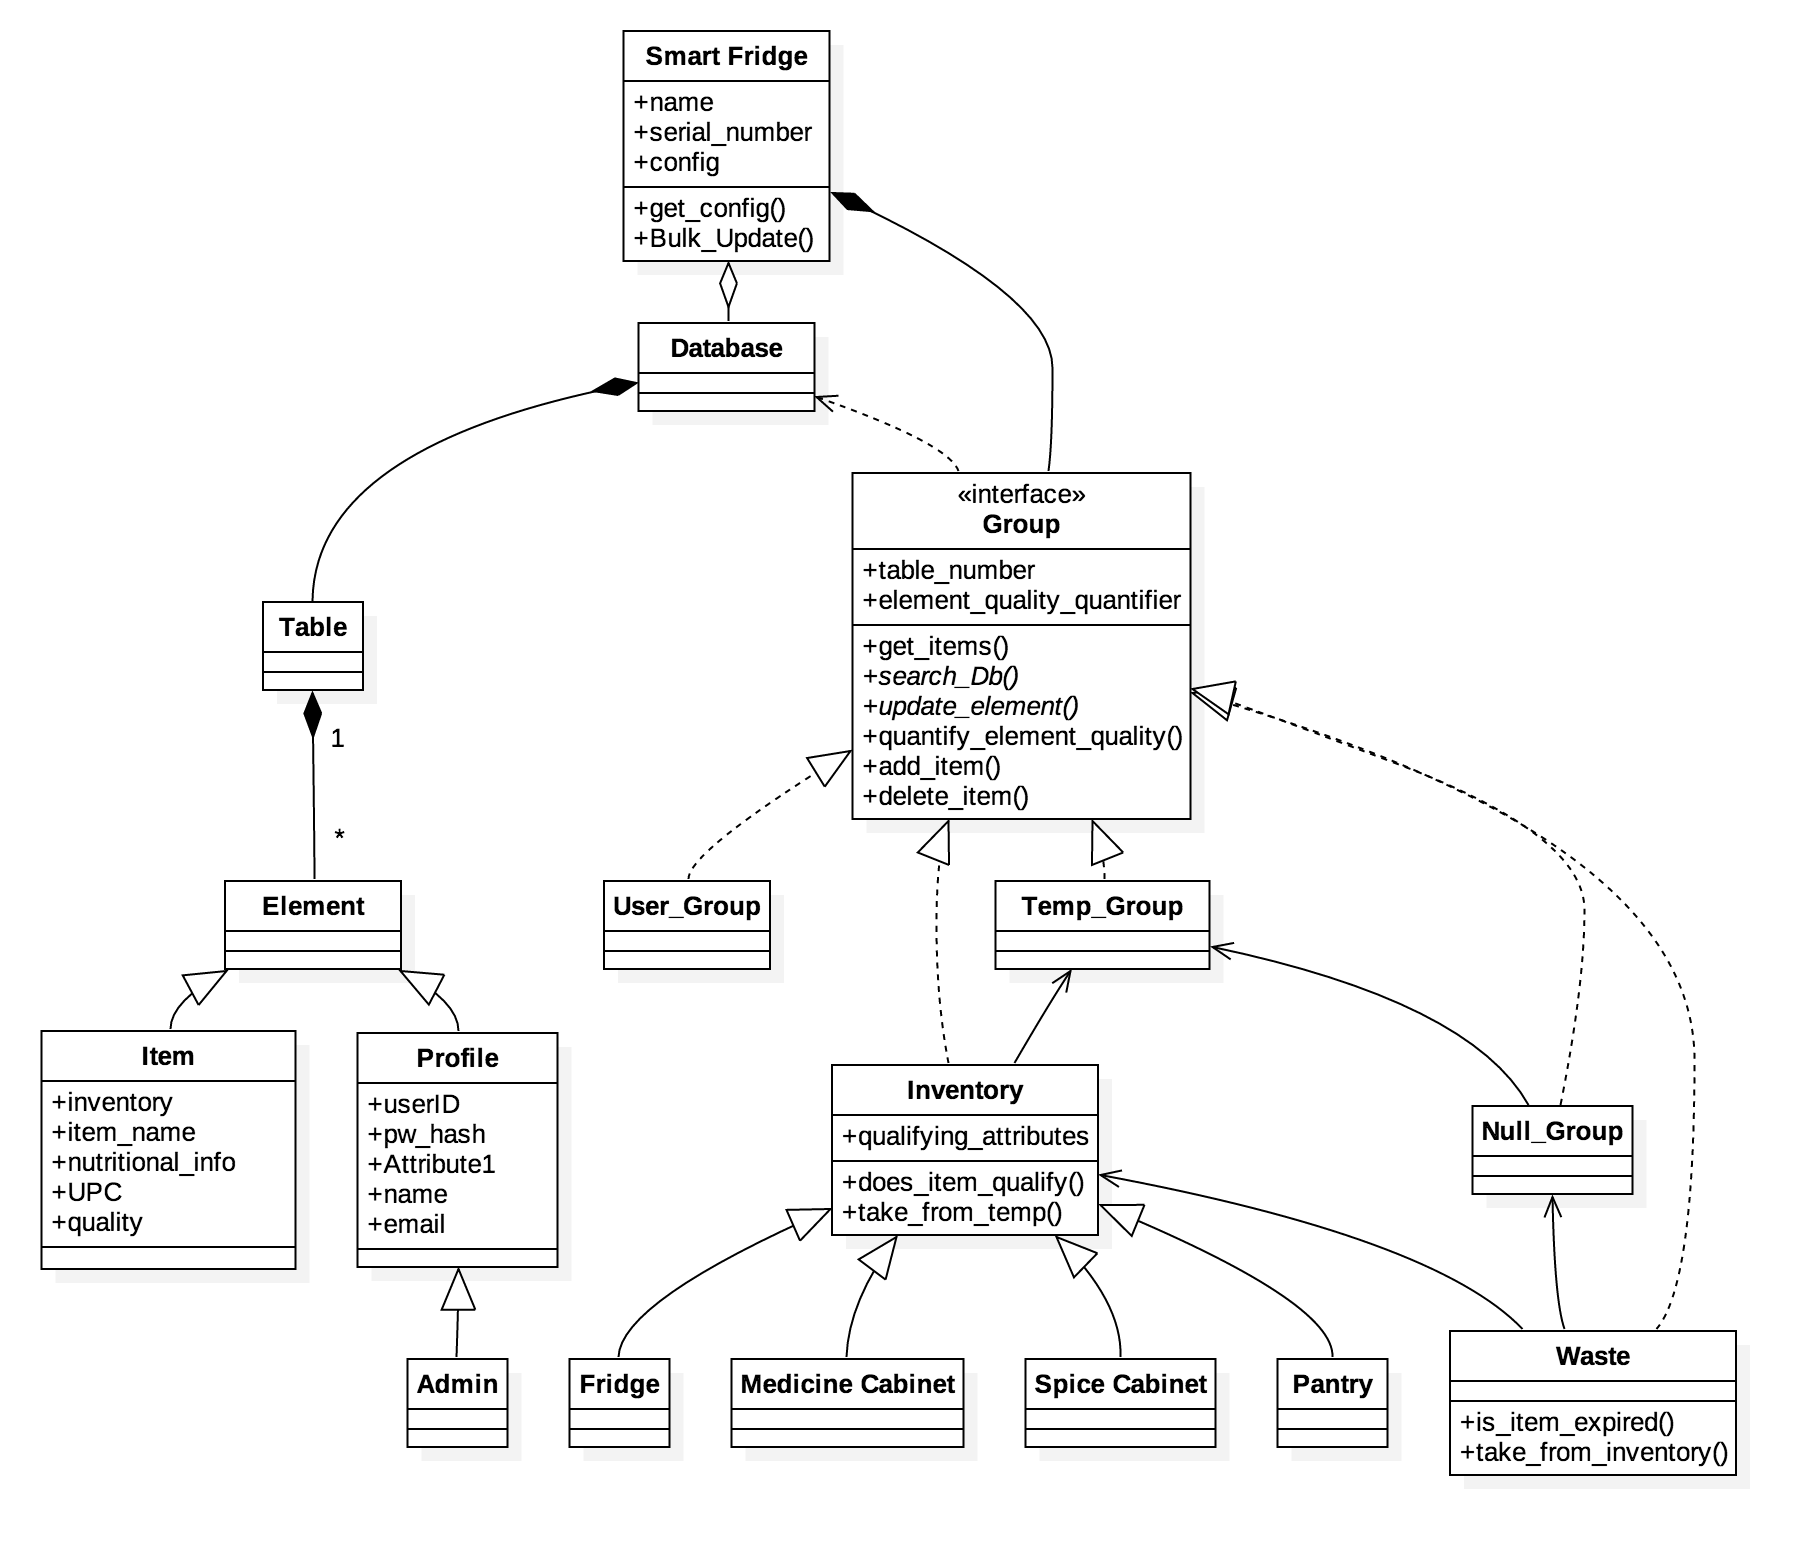 Smart Fridge
+name
+serial_number
+config
+get_config()
+Bulk_Update()
Database
«interface»
Group
+table_number
+element_quality_quantifier
+get_items()
+search_Db()
+update_element()
+quantify_element_quality()
+add_item()
+delete_item()
Table
1
*
Element
User_Group
Temp_Group
Item
+inventory
+item_name
+nutritional_info
+UPC
+quality
Profile
+userID
+pw_hash
+Attribute1
+name
+email
Inventory
+qualifying_attributes
+does_item_qualify()
+take_from_temp()
Null_Group
Admin
Fridge
Medicine Cabinet
Spice Cabinet
Pantry
Waste
+is_item_expired()
+take_from_inventory()